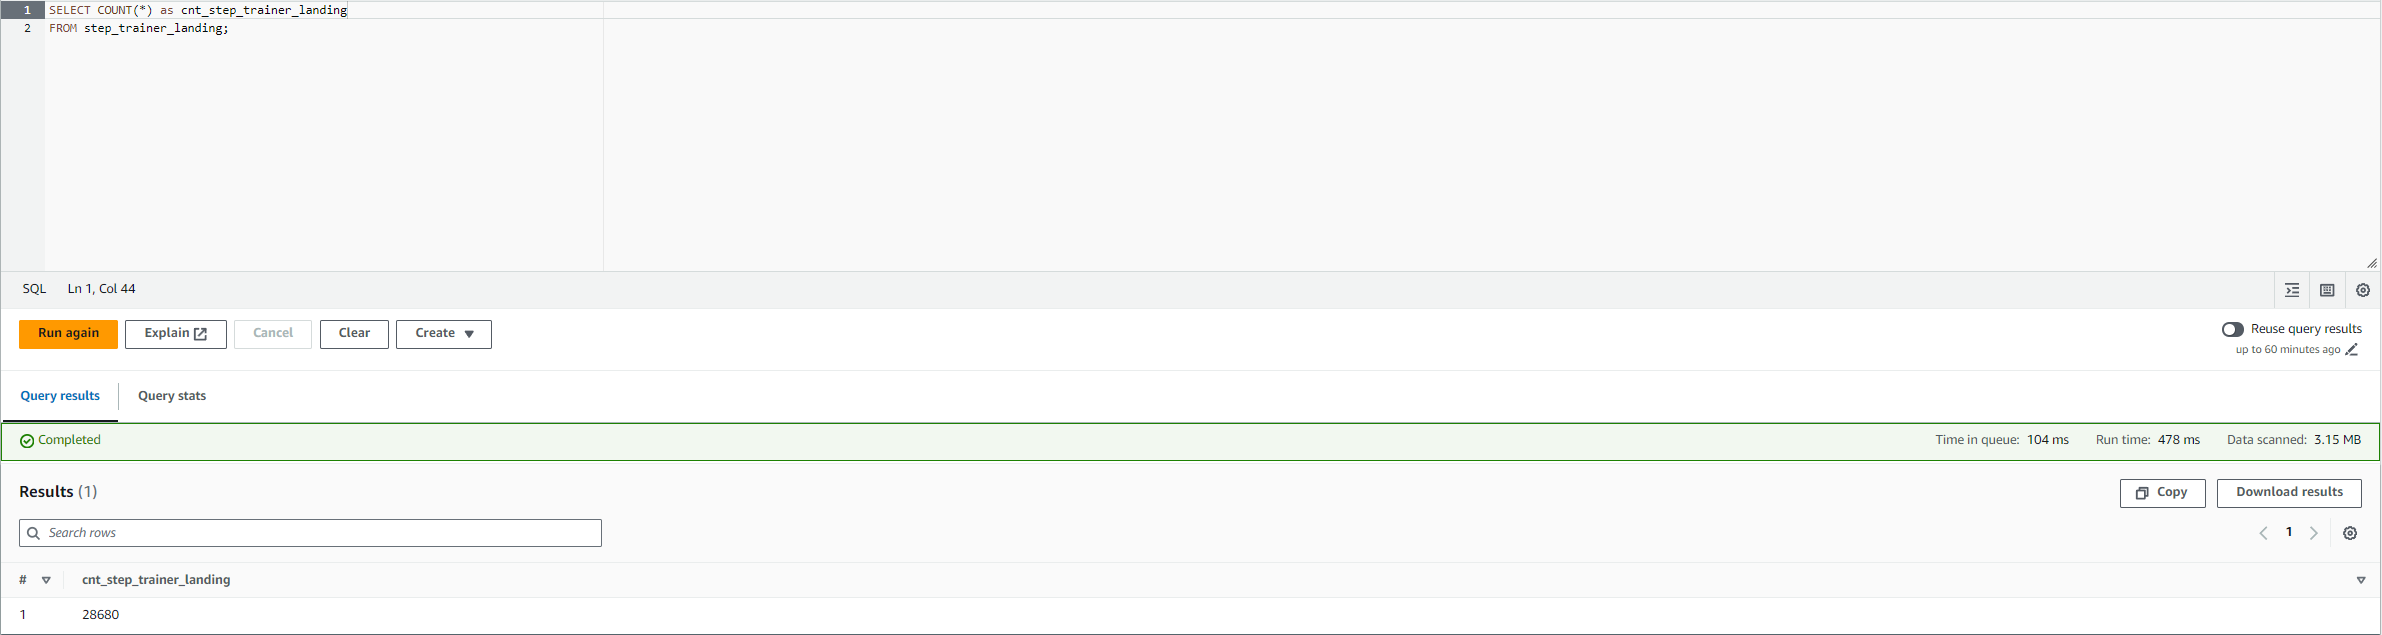 1 SELECT COUNT(*) as cnt_step_trainer_landing
2 FROM step_trainer_landing;
SQL Ln 1, Col 44
Run again Explain Cancel Clear Create Reuse query results
up to 60 minutes ago
Query results Query stats
Completed Time in queue: 104 ms Run time: 478 ms Data scanned: 3.15 MB
Results (1) Copy Download results
Search rows 1
# cnt_step_trainer_landing
1 28680